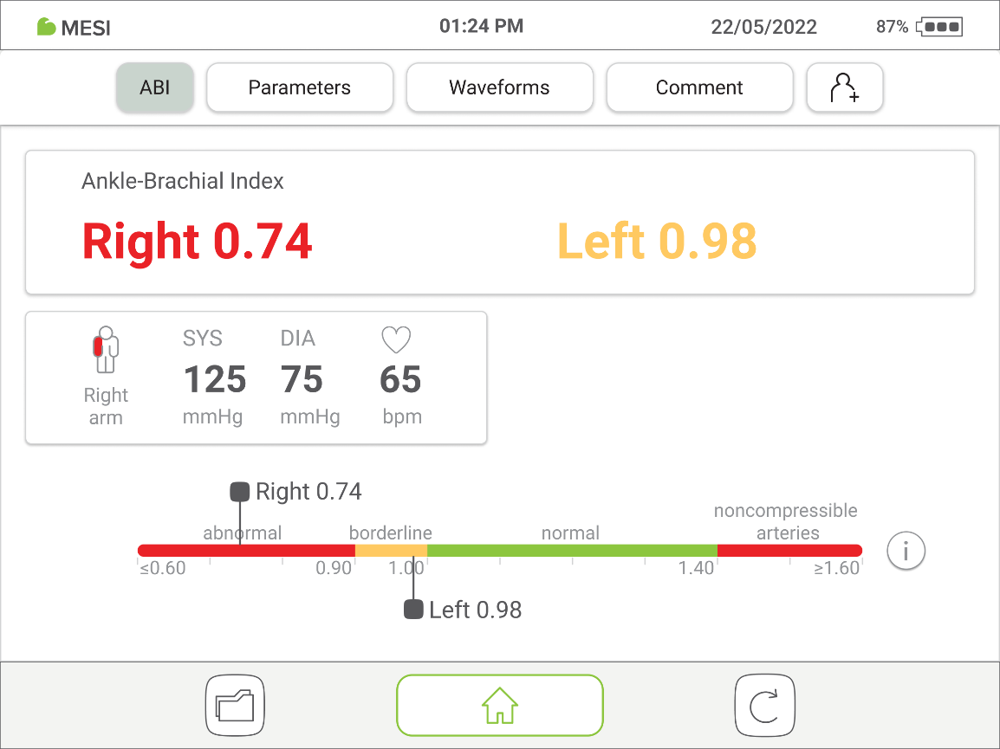 MESI 01:24 PM 22/05/2022 87%
ABI Parameters Waveforms Comment
Ankle-Brachial Index
Right 0.74 Left 0.98
SYS DIA
125 75 65
Right
arm
mmHg mmHg bpm
Right 0.74
abnormal borderline normal noncompressible
arteries
≤0.60 0.90 1.00 1.40 ≥1.60
i
Left 0.98